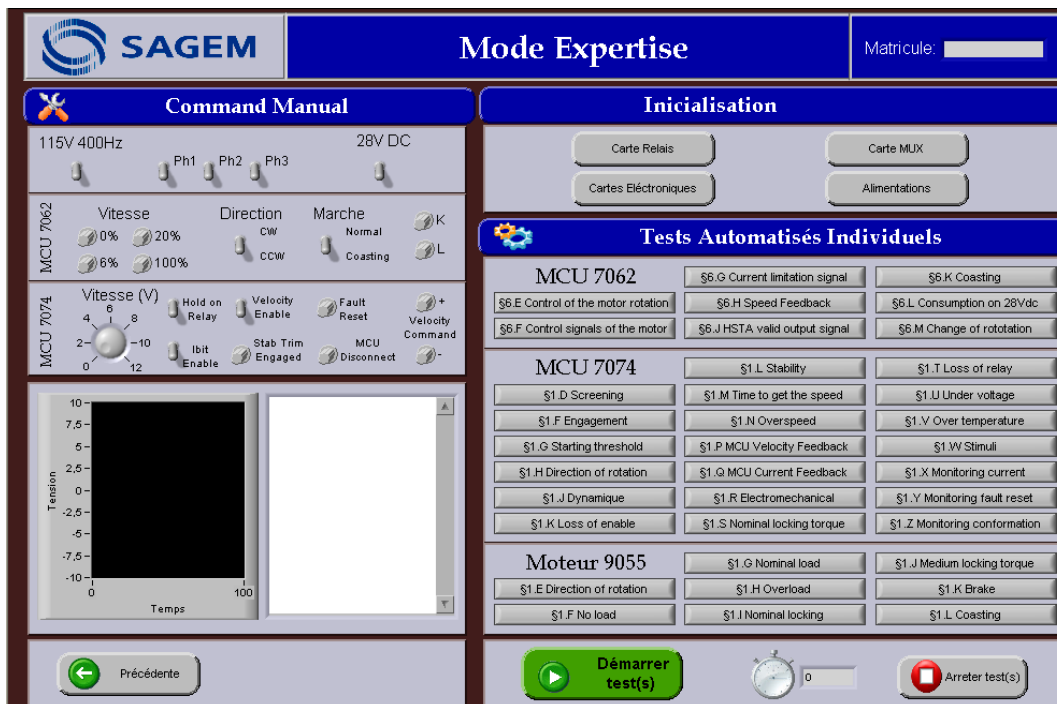 SAGEM
Mode Expertise
Matricule:
Command Manual
115V 400Hz
Ph1 Ph2 Ph3
28V DC
MCU 7062
Vitesse
0% 20%
6% 100%
Direction
CW
CCW
Marche
Normal
Coasting
K
L
MCU 7074
Vitesse (V)
0 2 4 6 8 10 12
Hold on Relay
Ibit Enable
Velocity Enable
Stab Trim Engaged
Fault Reset
MCU Disconnect
+
Velocity Command
-
Tension
10
7,5
5
2,5
0
-2,5
-5
-7,5
-10
0 100
Temps
Précédente
Inicialisation
Carte Relais
Carte MUX
Cartes Eléctroniques
Alimentations
Tests Automatisés Individuels
MCU 7062
§6.G Current limitation signal
§6.K Coasting
§6.E Control of the motor rotation
§6.H Speed Feedback
§6.L Consumption on 28Vdc
§6.F Control signals of the motor
§6.J HSTA valid output signal
§6.M Change of rototation
MCU 7074
§1.L Stability
§1.T Loss of relay
§1.D Screening
§1.M Time to get the speed
§1.U Under voltage
§1.F Engagement
§1.N Overspeed
§1.V Over temperature
§1.G Starting threshold
§1.P MCU Velocity Feedback
§1.W Stimuli
§1.H Direction of rotation
§1.Q MCU Current Feedback
§1.X Monitoring current
§1.J Dynamique
§1.R Electromechanical
§1.Y Monitoring fault reset
§1.K Loss of enable
§1.S Nominal locking torque
§1.Z Monitoring conformation
Moteur 9055
§1.G Nominal load
§1.J Medium locking torque
§1.E Direction of rotation
§1.H Overload
§1.K Brake
§1.F No load
§1.I Nominal locking
§1.L Coasting
Démarrer
test(s)
0
Arreter test(s)